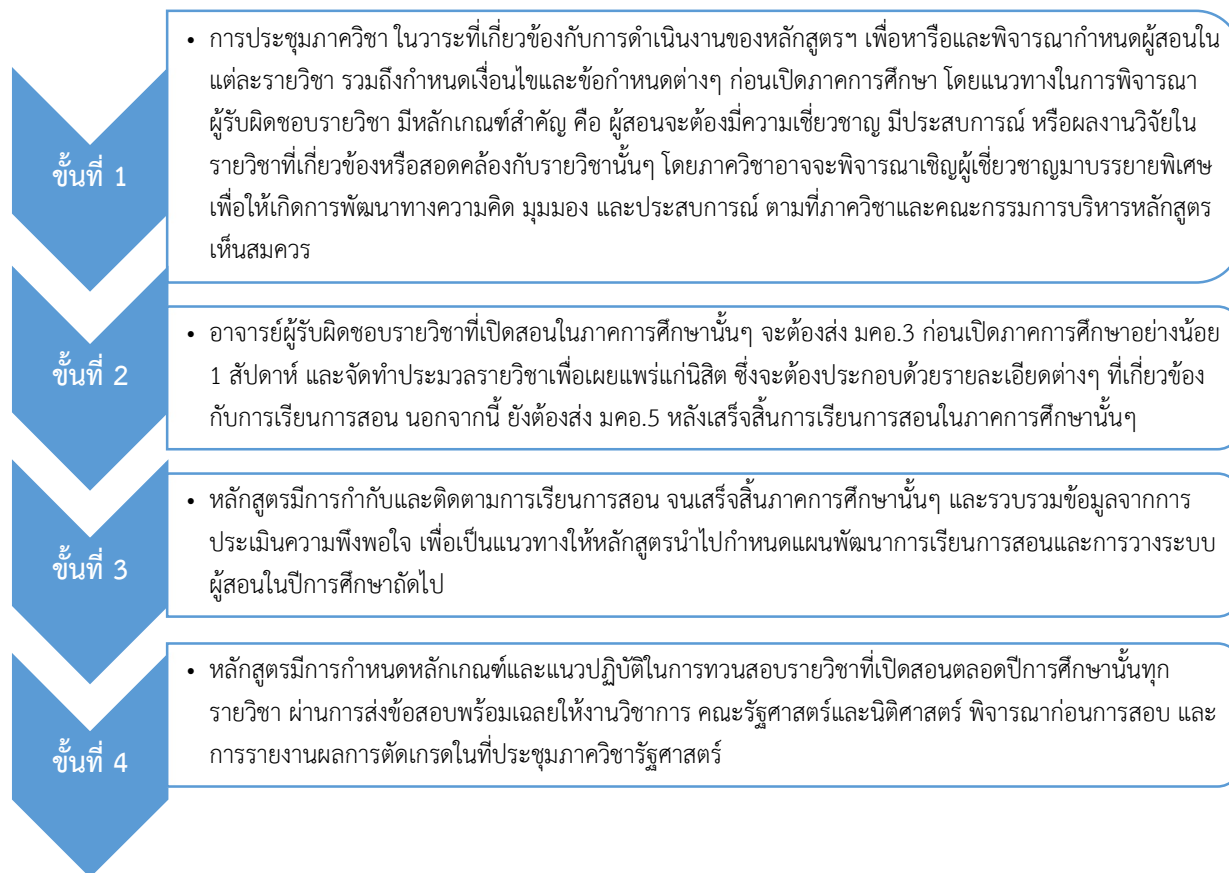 ขั้นที่ 1
• การประชุมภาควิชา ในวาระที่เกี่ยวข้องกับการดำเนินงานของหลักสูตรฯ เพื่อหารือและพิจารณากำหนดผู้สอนใน
แต่ละรายวิชา รวมถึงกำหนดเงื่อนไขและข้อกำหนดต่างๆ ก่อนเปิดภาคการศึกษา โดยแนวทางในการพิจารณา
ผู้รับผิดชอบรายวิชา มีหลักเกณฑ์สำคัญ คือ ผู้สอนจะต้องมี่ความเชี่ยวชาญ มีประสบการณ์ หรือผลงานวิจัยใน
รายวิชาที่เกี่ยวข้องหรือสอดคล้องกับรายวิชานั้นๆ โดยภาควิชาอาจจะพิจารณาเชิญผู้เชี่ยวชาญมาบรรยายพิเศษ
เพื่อให้เกิดการพัฒนาทางความคิด มุมมอง และประสบการณ์ ตามที่ภาควิชาและคณะกรรมการบริหารหลักสูตร
เห็นสมควร
ขั้นที่ 2
• อาจารย์ผู้รับผิดชอบรายวิชาที่เปิดสอนในภาคการศึกษานั้นๆ จะต้องส่ง มคอ.3 ก่อนเปิดภาคการศึกษาอย่างน้อย
1 สัปดาห์ และจัดทำประมวลรายวิชาเพื่อเผยแพร่แก่นิสิต ซึ่งจะต้องประกอบด้วยรายละเอียดต่างๆ ที่เกี่ยวข้อง
กับการเรียนการสอน นอกจากนี้ ยังต้องส่ง มคอ.5 หลังเสร็จสิ้นการเรียนการสอนในภาคการศึกษานั้นๆ
ขั้นที่ 3
• หลักสูตรมีการกำกับและติดตามการเรียนการสอน จนเสร็จสิ้นภาคการศึกษานั้นๆ และรวบรวมข้อมูลจากการ
ประเมินความพึงพอใจ เพื่อเป็นแนวทางให้หลักสูตรนำไปกำหนดแผนพัฒนาการเรียนการสอนและการวางระบบ
ผู้สอนในปีการศึกษาถัดไป
ขั้นที่ 4
• หลักสูตรมีการกำหนดหลักเกณฑ์และแนวปฏิบัติในการทวนสอบรายวิชาที่เปิดสอนตลอดปีการศึกษานั้นทุก
รายวิชา ผ่านการส่งข้อสอบพร้อมเฉลยให้งานวิชาการ คณะรัฐศาสตร์และนิติศาสตร์ พิจารณาก่อนการสอบ และ
การรายงานผลการตัดเกรดในที่ประชุมภาควิชารัฐศาสตร์